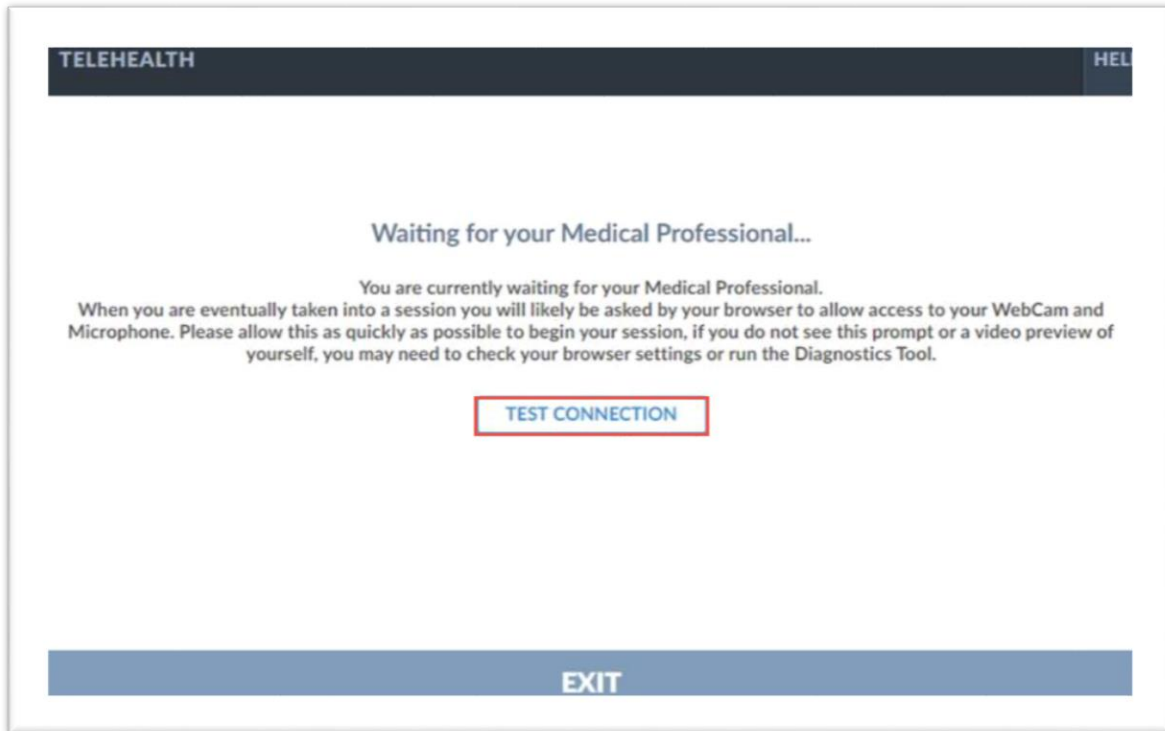 TELEHEALTH
HEL
Waiting for your Medical Professional...
You are currently waiting for your Medical Professional.
When you are eventually taken into a session you will likely be asked by your browser to allow access to your WebCam and
Microphone. Please allow this as quickly as possible to begin your session, if you do not see this prompt or a video preview of
yourself, you may need to check your browser settings or run the Diagnostics Tool.
TEST CONNECTION
EXIT